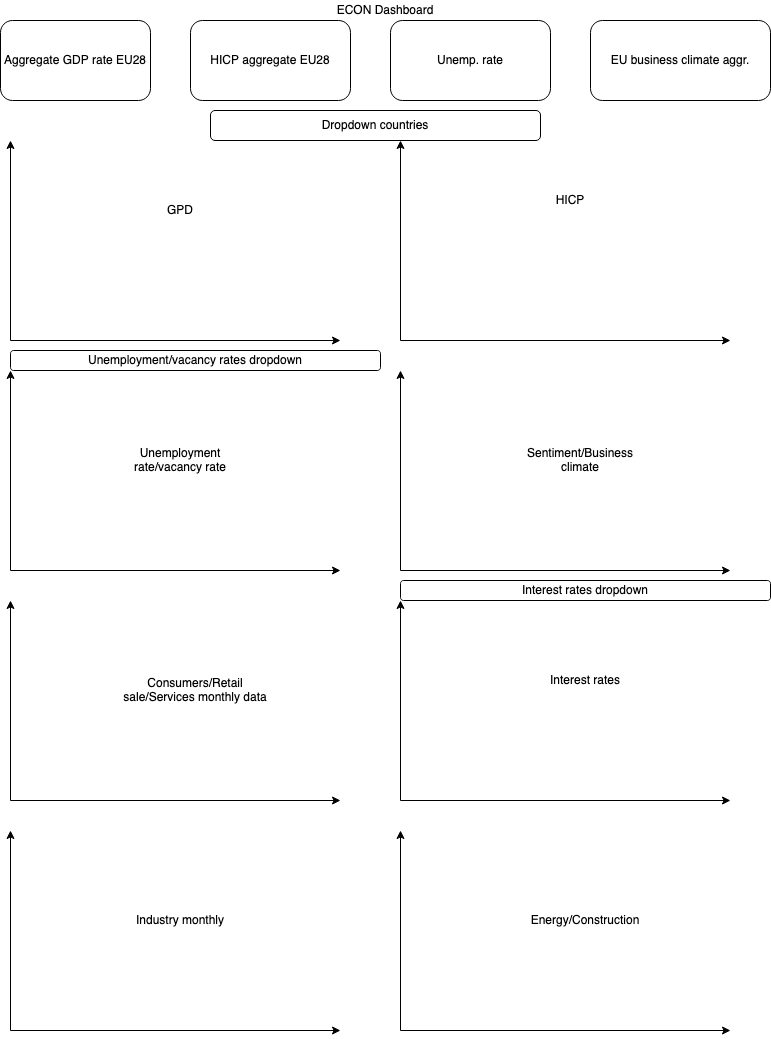 ECON Dashboard
Aggregate GDP rate EU28
HICP aggregate EU28
Unemp. rate
EU business climate aggr.
Dropdown countries
GPD
HICP
Unemployment/vacancy rates dropdown
Unemployment
rate/vacancy rate
Sentiment/Business
climate
Interest rates dropdown
Consumers/Retail
sale/Services monthly data
Interest rates
Industry monthly
Energy/Construction